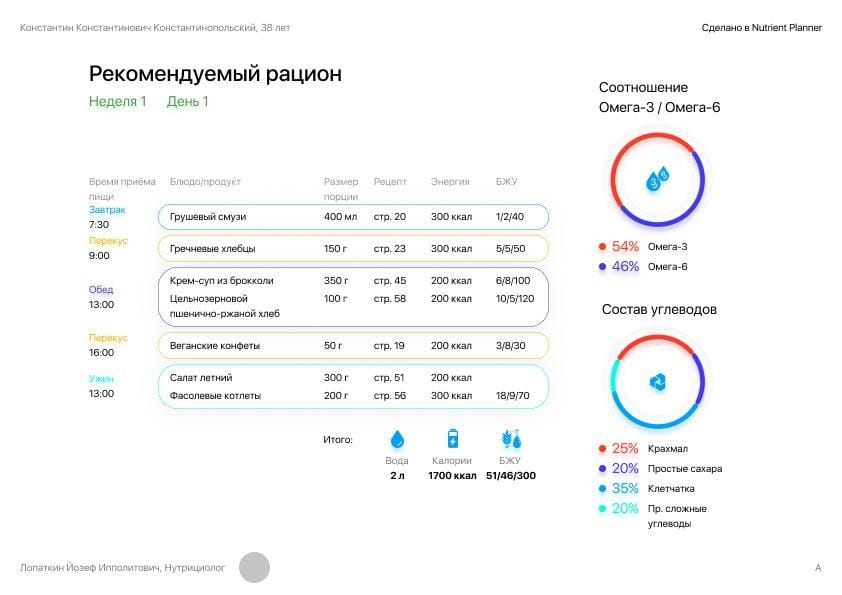 Константин Константинович Константинопольский, 38 лет
Сделано в Nutrient Planner
Рекомендуемый рацион
Неделя 1 День 1
Время приёма пищи Блюдо/продукт Размер порции Рецепт Энергия БЖУ
Завтрак
7:30
Грушевый смузи 400 мл стр. 20 300 ккал 1/2/40
Перекус
9:00
Гречневые хлебцы 150 г стр. 23 300 ккал 5/5/50
Обед
13:00
Крем-суп из брокколи 350 г стр. 45 200 ккал 6/8/100
Цельнозерновой 100 г стр. 58 200 ккал 10/5/120
пшенично-ржаной хлеб
Перекус
16:00
Веганские конфеты 50 г стр. 19 200 ккал 3/8/30
Ужин
13:00
Салат летний 300 г стр. 51 200 ккал
Фасолевые котлеты 200 г стр. 56 300 ккал 18/9/70
Итого:
Вода Калории БЖУ
2 л 1700 ккал 51/46/300
Соотношение
Омега-3 / Омега-6
3 6
54% Омега-3
46% Омега-6
Состав углеводов
25% Крахмал
20% Простые сахара
35% Клетчатка
20% Пр. сложные
углеводы
Лопаткин Йозеф Ипполитович, Нутрициолог
А